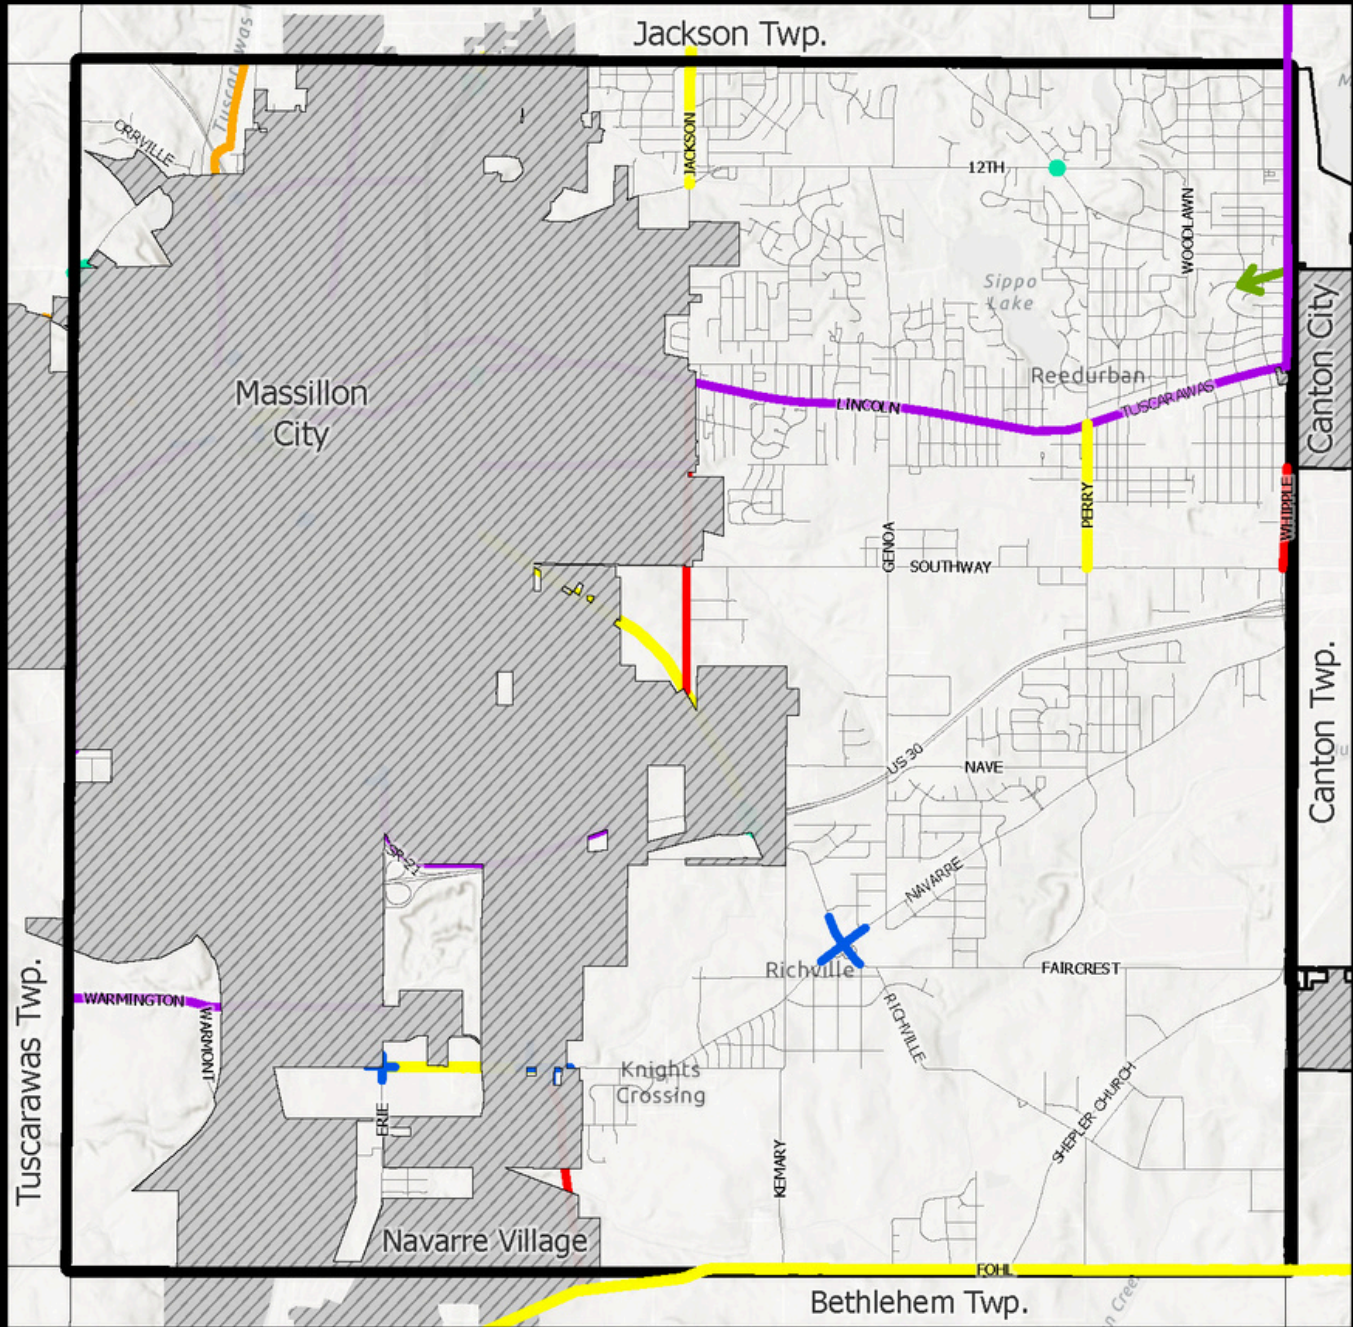 Jackson Twp.
Tuscarawas
ORRVILLE
JACKSON
12TH
WOODLAWN
Sippo
Lake
Canton City
Massillon
City
Reedurban
LINCOLN
TUSCARAWAS
PERRY
WHIPPLE
GENOA
SOUTHWAY
US 30
NAVE
Canton Twp.
SR-21
NAVARRE
Richville
FAIRCREST
Tuscarawas Twp.
WARMINGTON
WARMONT
RICHVILLE
Knights
Crossing
ERIE
SHEPLER CHURCH
KEMARY
Navarre Village
FOHL
Bethlehem Twp.